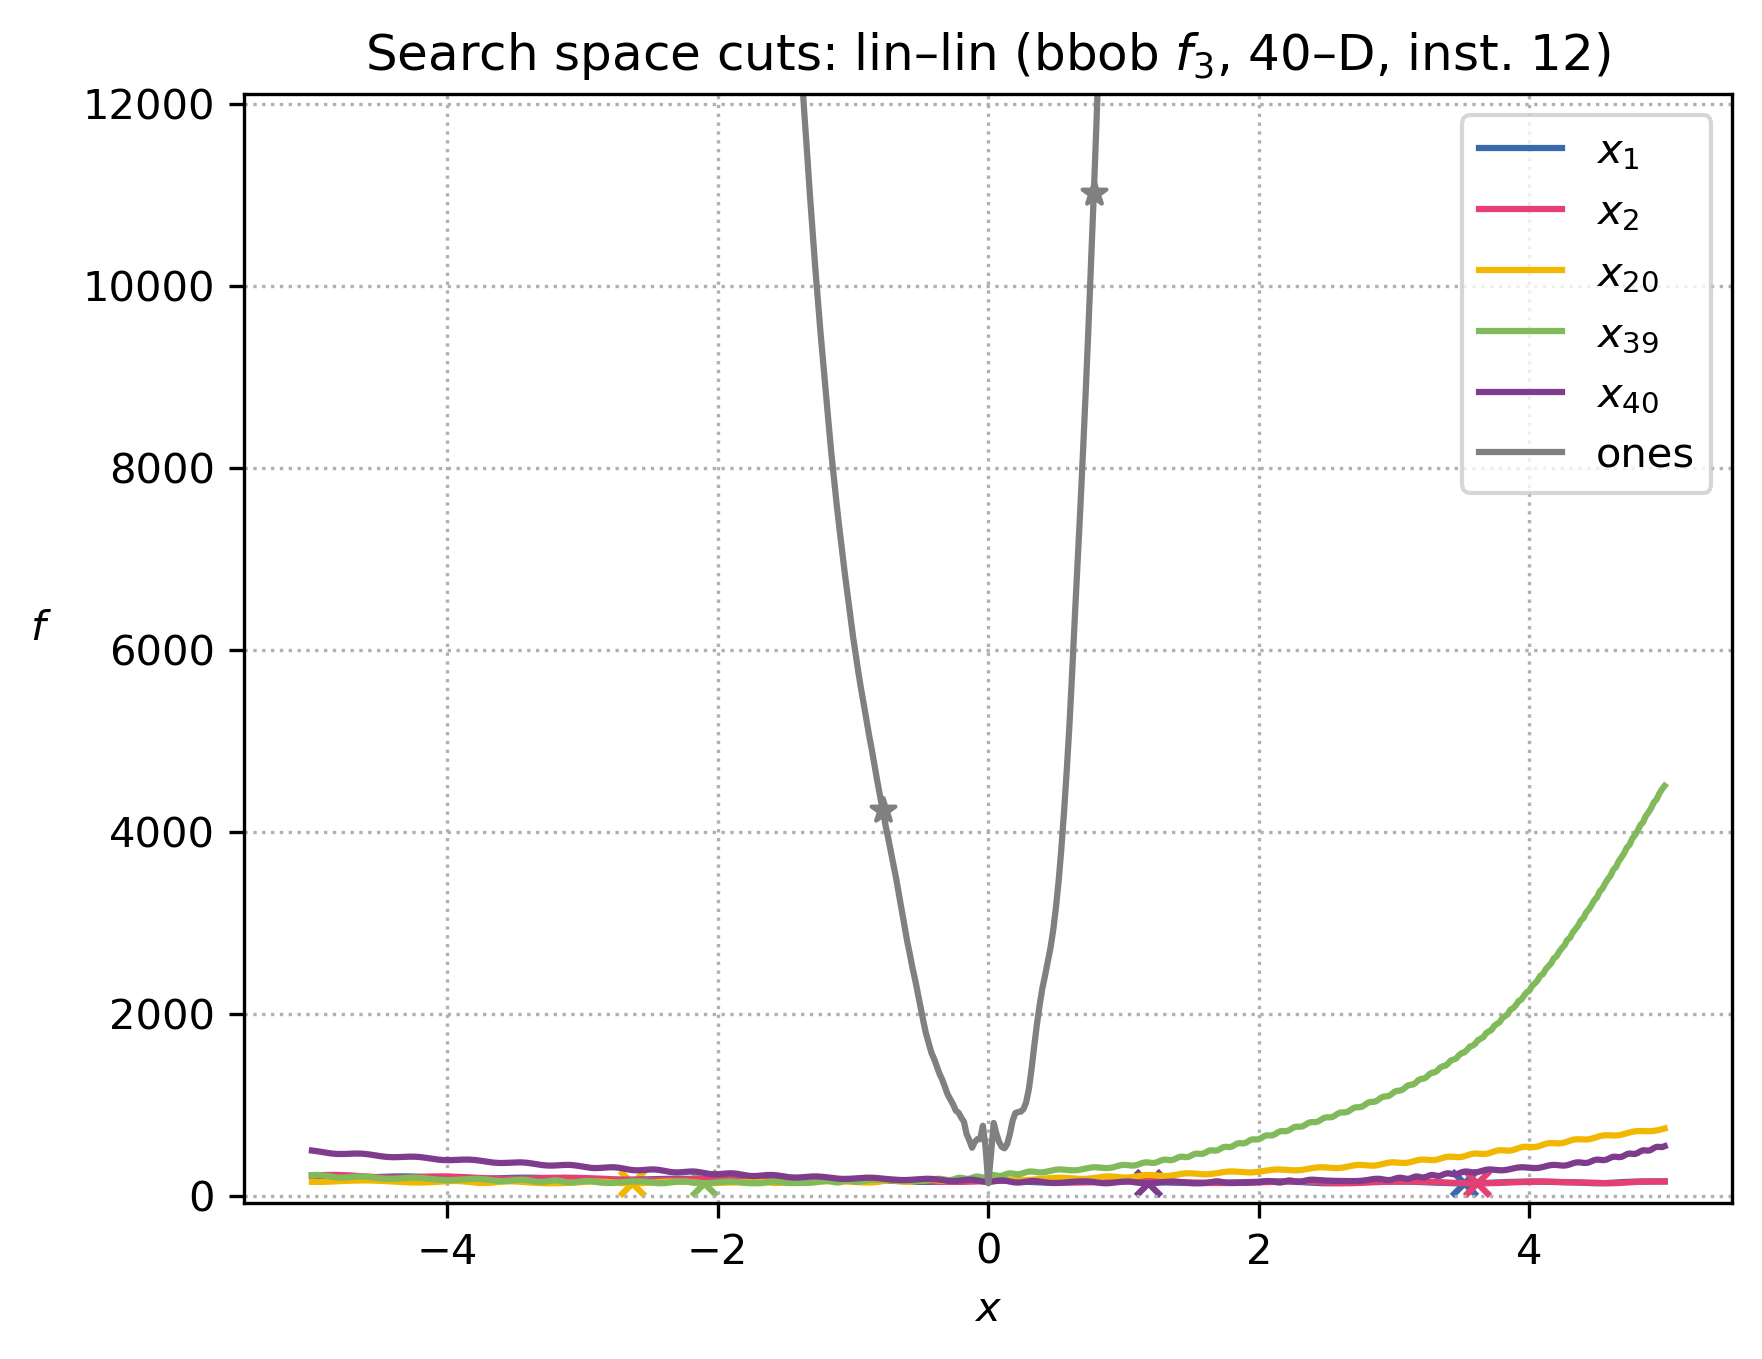 Search space cuts: lin–lin (bbob f₃, 40–D, inst. 12)
12000
10000
8000
6000
4000
2000
0
f
−4
−2
0
2
4
x
x₁
x₂
x₂₀
x₃₉
x₄₀
ones